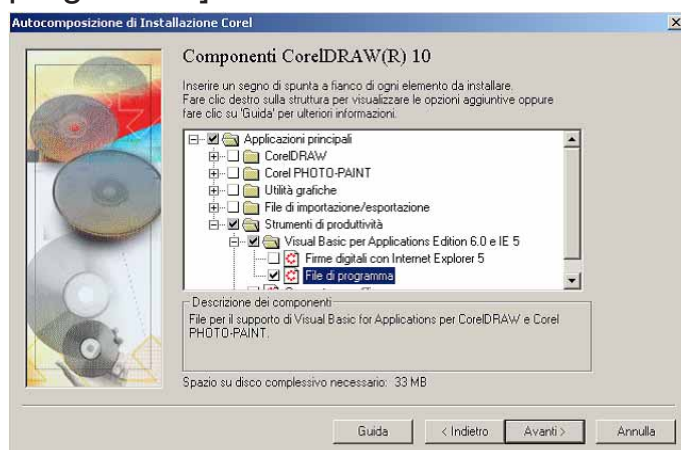 Autocomposizione di Installazione Corel
Componenti CorelDRAW(R) 10
Inserire un segno di spunta a fianco di ogni elemento da installare.
Fare clic destro sulla struttura per visualizzare le opzioni aggiuntive oppure
fare clic su 'Guida' per ulteriori informazioni.
Applicazioni principali
CorelDRAW
Corel PHOTO-PAINT
Utilità grafiche
File di importazione/esportazione
Strumenti di produttività
Visual Basic per Applications Edition 6.0 e IE 5
Firme digitali con Internet Explorer 5
File di programma
Descrizione dei componenti
File per il supporto di Visual Basic for Applications per CorelDRAW e Corel
PHOTO-PAINT.
Spazio su disco complessivo necessario: 33 MB
Guida < Indietro Avanti > Annulla